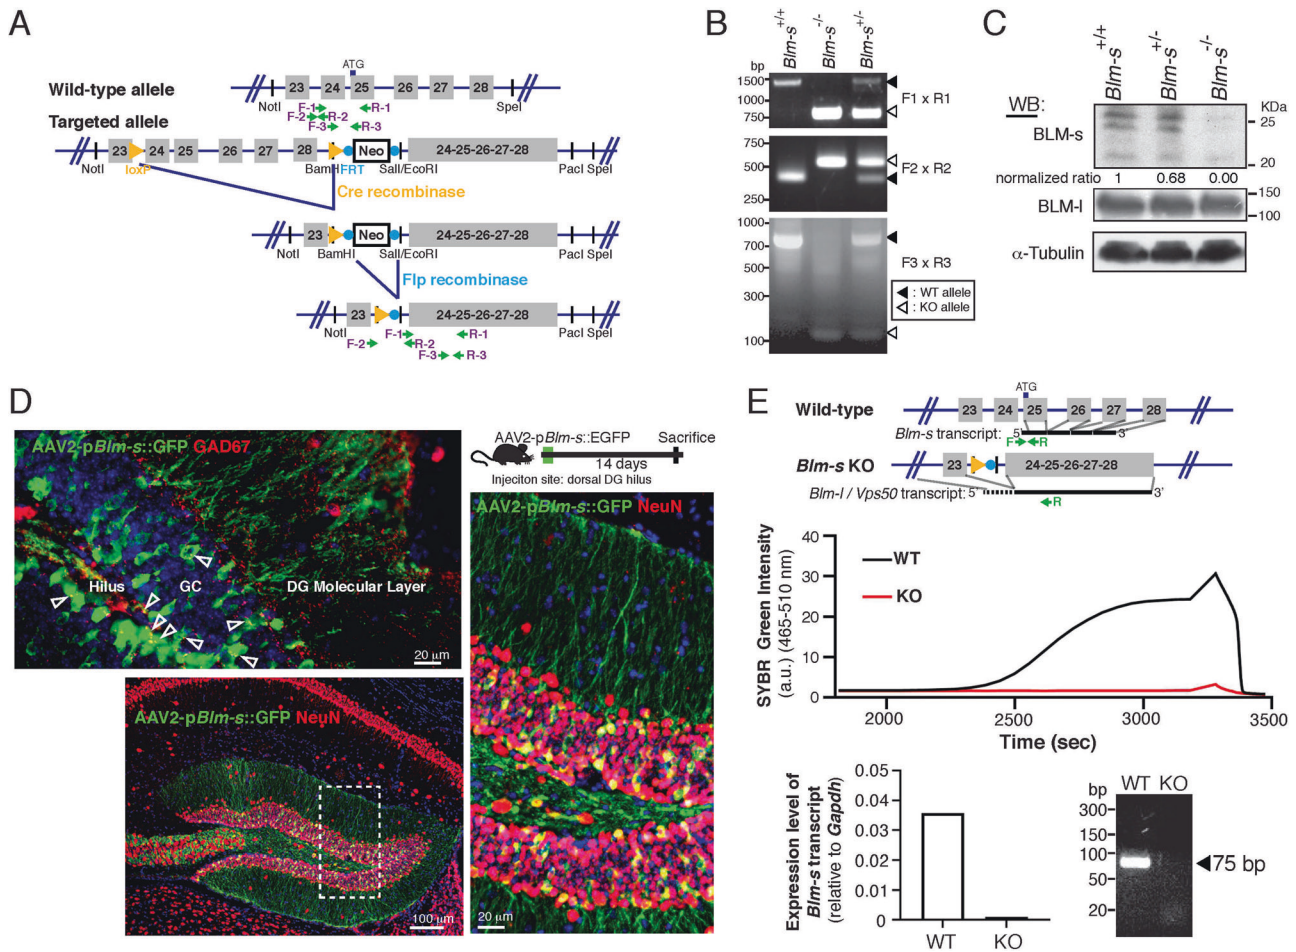 A
ATG
Wild-type allele
23 24 25 26 27 28
NotI
SpeI
F-1 R-1
F-2 R-2
F-3 R-3
Targeted allele
23 24 25 26 27 28 Neo 24-25-26-27-28
NotI loxP BamHI FRT SalI/EcoRI PacI SpeI
Cre recombinase
23 Neo 24-25-26-27-28
NotI BamHI SalI/EcoRI PacI SpeI
Flp recombinase
23 24-25-26-27-28
NotI PacI SpeI
F-1 R-1
F-2 R-2
F-3 R-3
B
Blm-s+/+ Blm-s-/- Blm-s+/-
bp
1500
1000
750
F1 x R1
750
500
250
F2 x R2
1000
700
500
300
100
F3 x R3
: WT allele
: KO allele
C
Blm-s+/+ Blm-s+/- Blm-s-/-
WB:
KDa
BLM-s
25
20
normalized ratio 1 0.68 0.00
BLM-l
150
100
α-Tubulin
D
AAV2-pBlm-s::GFP GAD67
Hilus GC DG Molecular Layer
20 μm
AAV2-pBlm-s::EGFP Sacrifice
14 days
Injeciton site: dorsal DG hilus
AAV2-pBlm-s::GFP NeuN
100 μm
AAV2-pBlm-s::GFP NeuN
20 μm
E
ATG
Wild-type
23 24 25 26 27 28
Blm-s transcript: 5' 3'
F R
Blm-s KO
23 24-25-26-27-28
Blm-l / Vps50 transcript: 5' 3'
R
SYBR Green Intensity
(a.u.) (465-510 nm)
40
30
20
10
0
WT
KO
2000 2500 3000 3500
Time (sec)
Expression level of
Blm-s transcript
(relative to Gapdh)
0.05
0.04
0.03
0.02
0.01
0
WT KO
WT KO
bp
300
150
100
50
20
75 bp